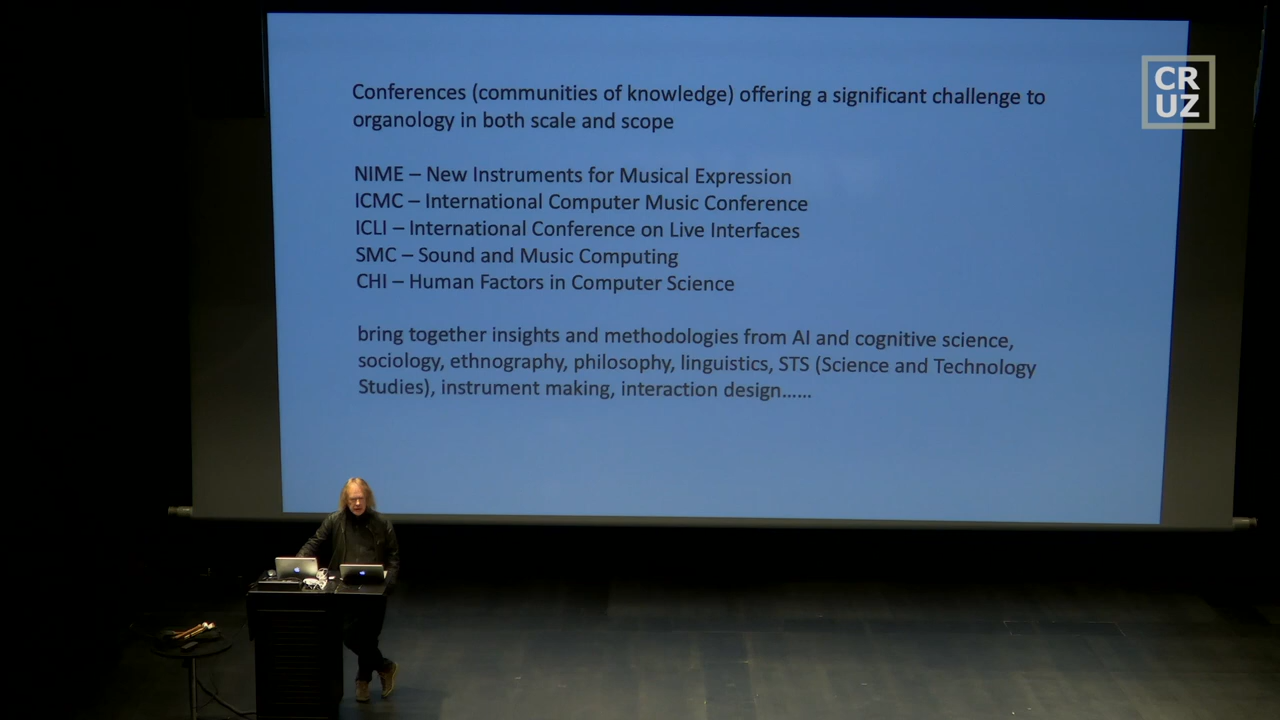 Conferences (communities of knowledge) offering a significant challenge to
organology in both scale and scope
NIME – New Instruments for Musical Expression
ICMC – International Computer Music Conference
ICLI – International Conference on Live Interfaces
SMC – Sound and Music Computing
CHI – Human Factors in Computer Science
bring together insights and methodologies from AI and cognitive science,
sociology, ethnography, philosophy, linguistics, STS (Science and Technology
Studies), instrument making, interaction design......
CR
UZ